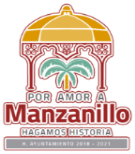 POR AMOR A
Manzanillo
HAGAMOS HISTORIA
H. AYUNTAMIENTO 2018 - 2021